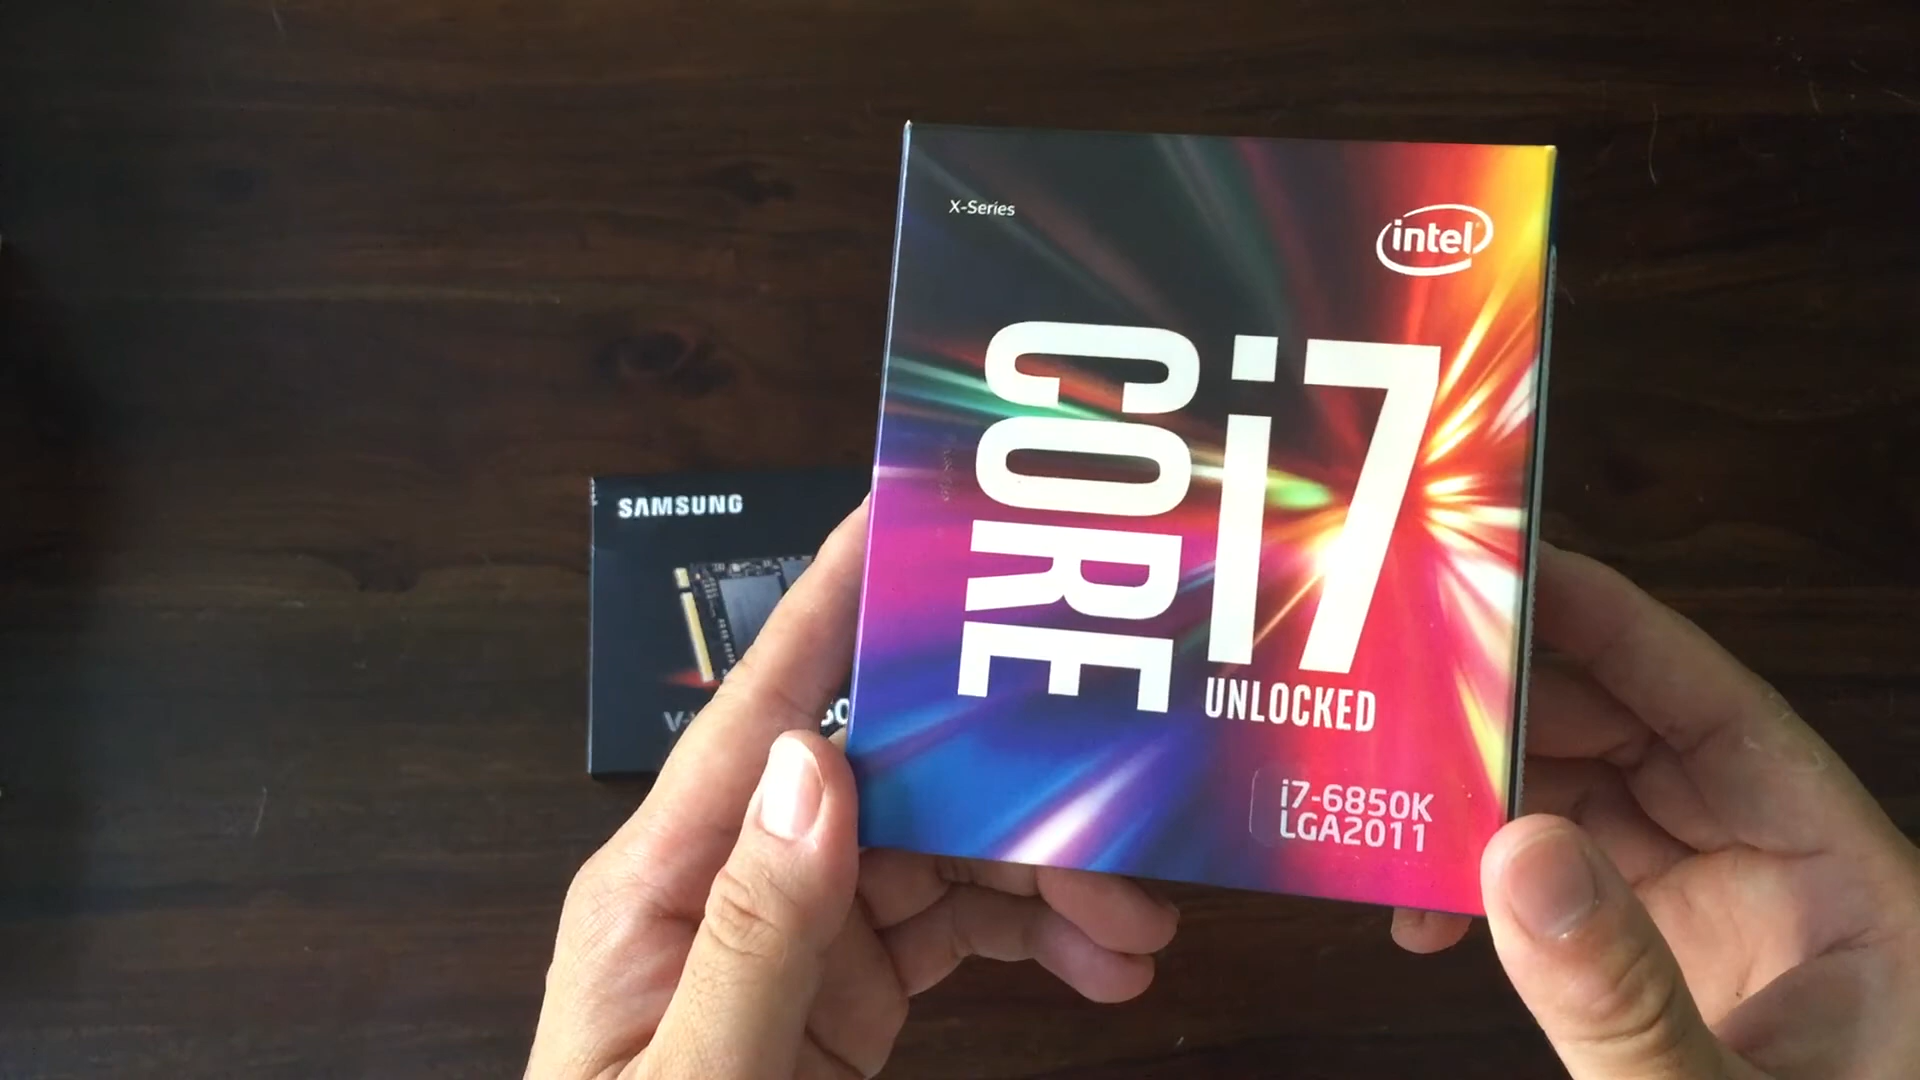 X-Series
intel
CORE
i7
UNLOCKED
i7-6850K
LGA2011
SAMSUNG